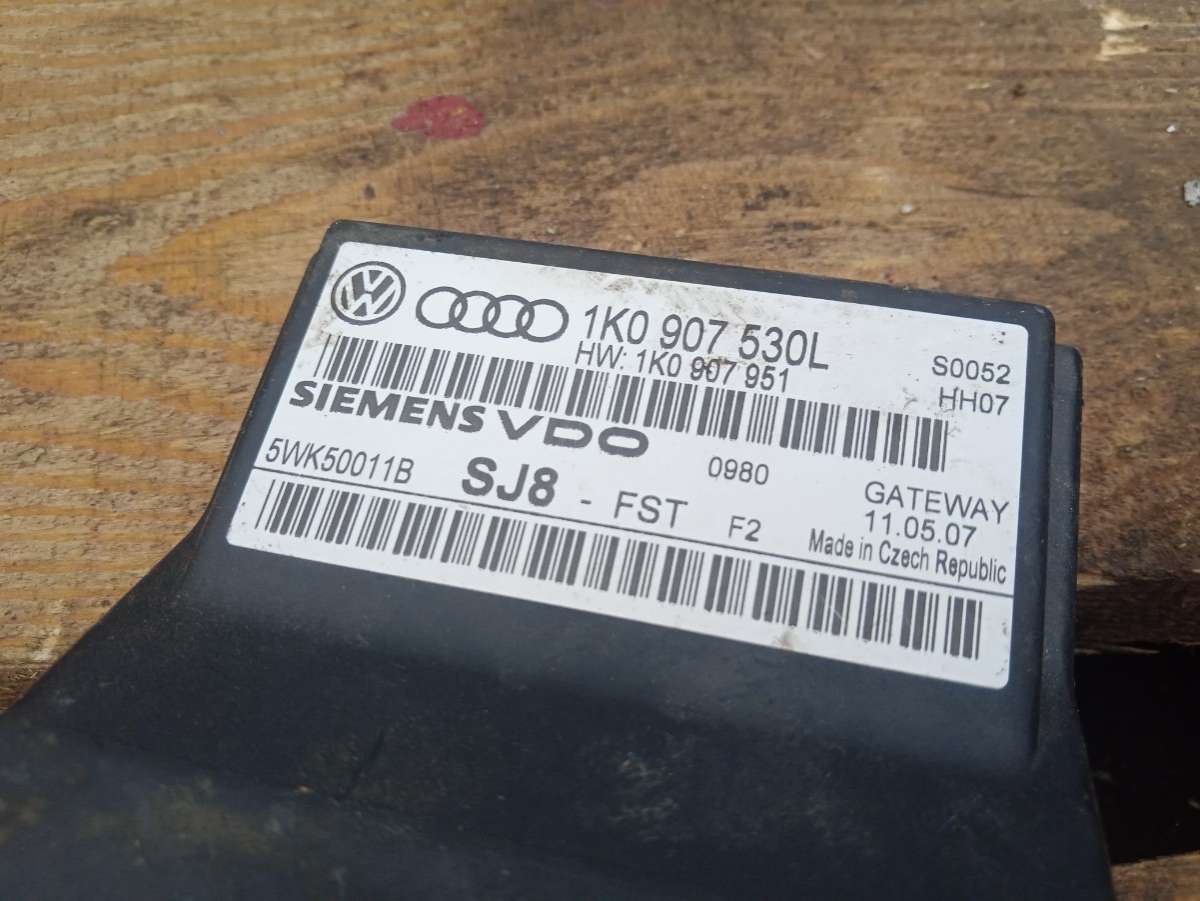 1K0 907 530L
HW: 1K0 907 951
S0052
HH07
SIEMENS VDO
0980
GATEWAY
5WK50011B
SJ8 - FST
F2
11.05.07
Made in Czech Republic